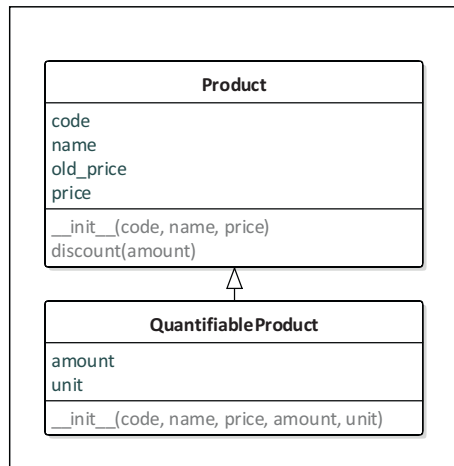 Product
code
name
old_price
price
__init__(code, name, price)
discount(amount)
QuantifiableProduct
amount
unit
__init__(code, name, price, amount, unit)